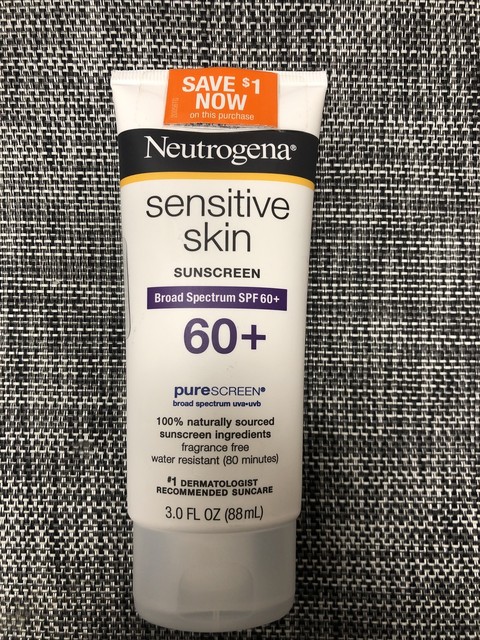 SAVE $1
NOW
on this purchase
Neutrogena®
sensitive
skin
SUNSCREEN
Broad Spectrum SPF 60+
60+
pureSCREEN®
broad spectrum uva•uvb
100% naturally sourced
sunscreen ingredients
fragrance free
water resistant (80 minutes)
#1 DERMATOLOGIST
RECOMMENDED SUNCARE
3.0 FL OZ (88mL)